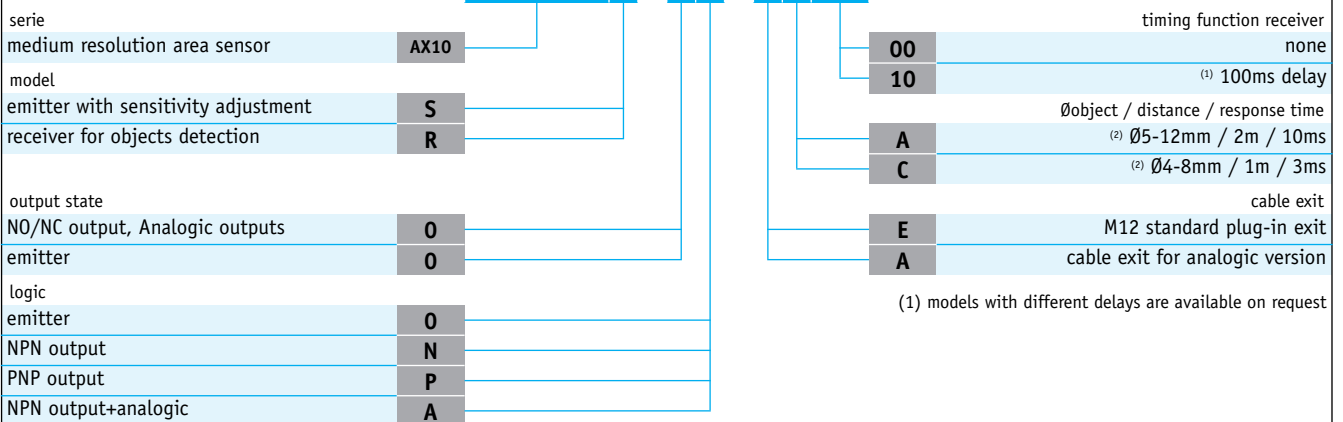 serie
medium resolution area sensor AX10
model
emitter with sensitivity adjustment S
receiver for objects detection R
output state
NO/NC output, Analogic outputs 0
emitter 0
logic
emitter 0
NPN output N
PNP output P
NPN output+analogic A
timing function receiver
00 none
10 (1) 100ms delay
Øobject / distance / response time
A (2) Ø5-12mm / 2m / 10ms
C (2) Ø4-8mm / 1m / 3ms
cable exit
E M12 standard plug-in exit
A cable exit for analogic version
(1) models with different delays are available on request